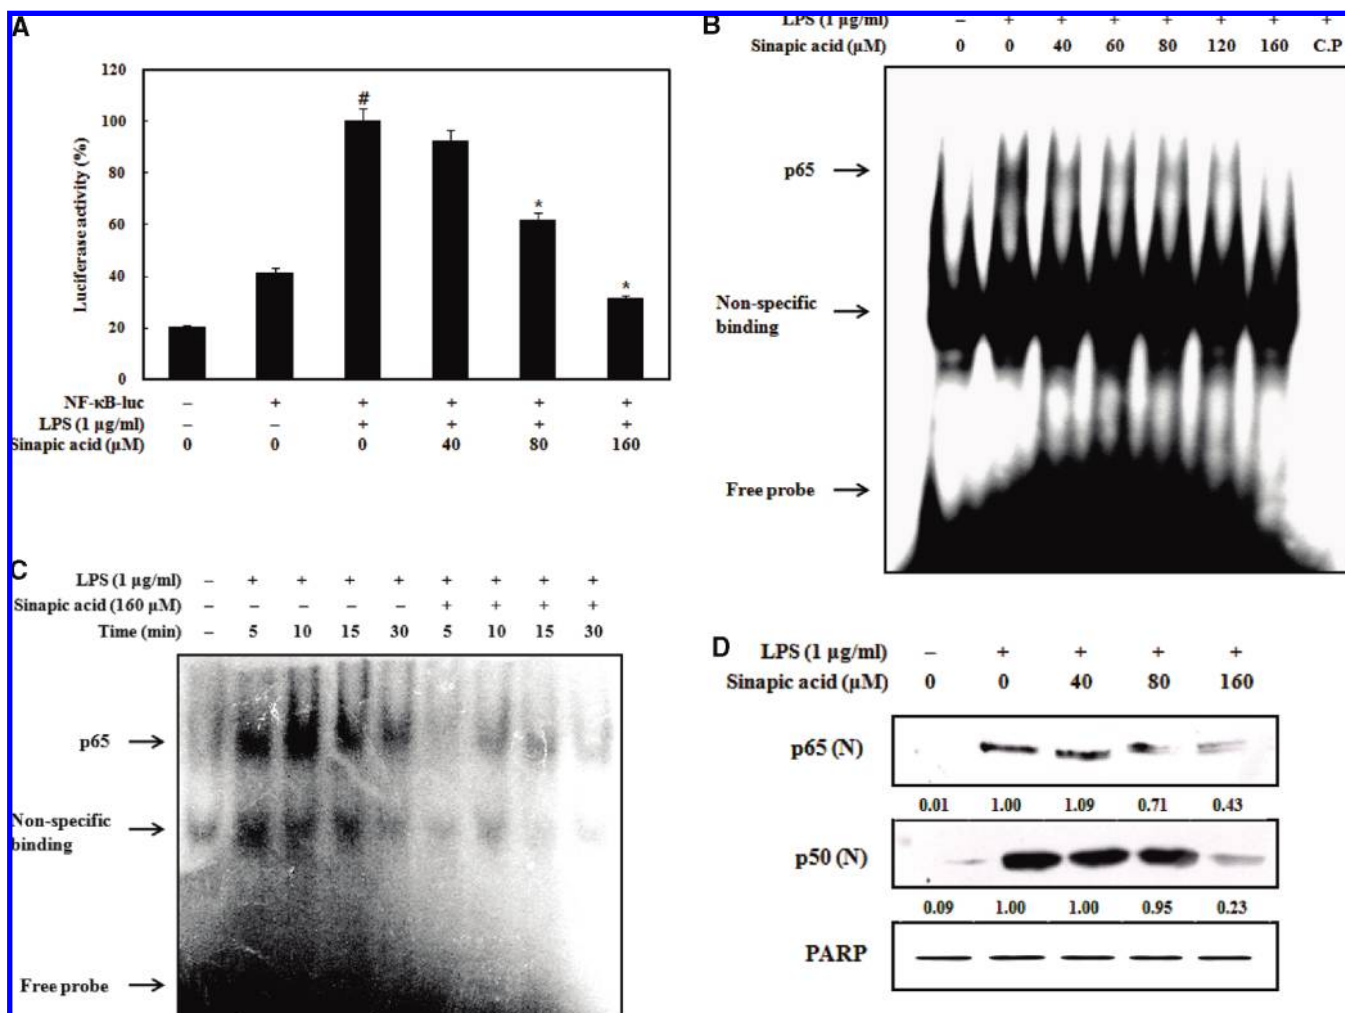 A
120
100
80
60
40
20
0
Luciferase activity (%)
#
*
*
NF-κB-luc – + + + + +
LPS (1 µg/ml) – – + + + +
Sinapic acid (µM) 0 0 0 40 80 160
B
LPS (1 µg/ml) – + + + + + + +
Sinapic acid (µM) 0 0 40 60 80 120 160 C.P
p65
Non-specific
binding
Free probe
C
LPS (1 µg/ml) – + + + + + + + +
Sinapic acid (160 µM) – – – – – + + + +
Time (min) – 5 10 15 30 5 10 15 30
p65
Non-specific
binding
Free probe
D
LPS (1 µg/ml) – + + + +
Sinapic acid (µM) 0 0 40 80 160
p65 (N)
0.01 1.00 1.09 0.71 0.43
p50 (N)
0.09 1.00 1.00 0.95 0.23
PARP